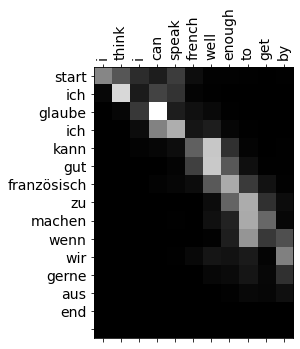 i think i can speak french well enough to get by
start
ich
glaube
ich
kann
gut
französisch
zu
machen
wenn
wir
gerne
aus
end